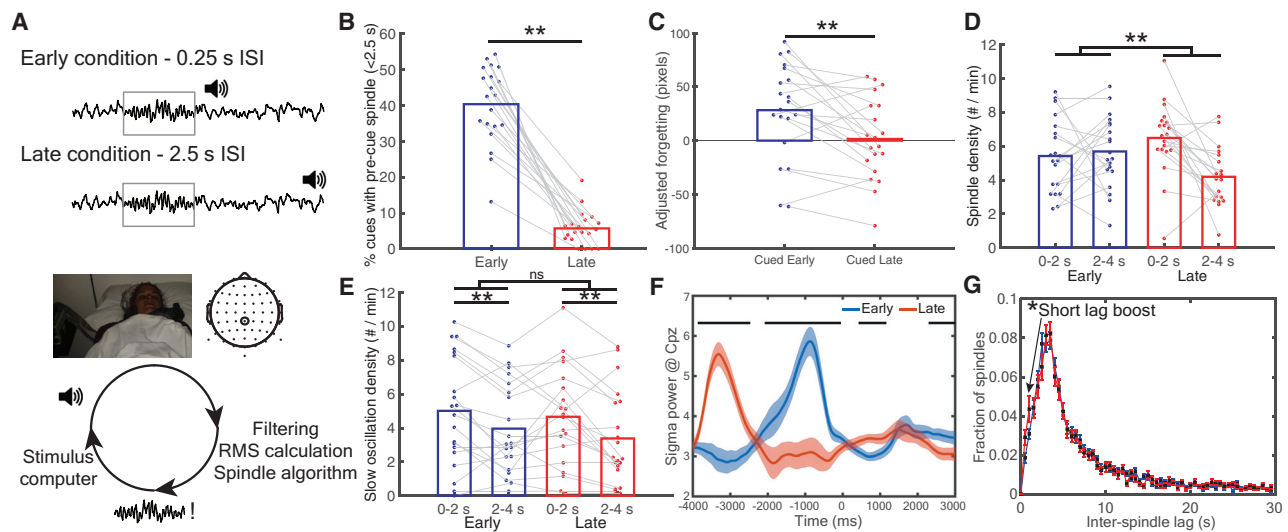 A
Early condition - 0.25 s ISI
Late condition - 2.5 s ISI
Stimulus
computer
Filtering
RMS calculation
Spindle algorithm
!
B
% cues with pre-cue spindle (<2.5 s)
60
50
40
30
20
10
0
**
Early
Late
C
Adjusted forgetting (pixels)
100
50
0
-50
-100
**
Cued Early
Cued Late
D
Spindle density (# / min)
12
10
8
6
4
2
0
**
0-2 s
2-4 s
0-2 s
2-4 s
Early
Late
E
Slow oscillation density (# / min)
12
10
8
6
4
2
0
ns
**
**
0-2 s
2-4 s
0-2 s
2-4 s
Early
Late
F
Sigma power @ Cpz
7
6
5
4
3
2
Early
Late
-4000
-3000
-2000
-1000
0
1000
2000
3000
4000
Time (ms)
G
Fraction of spindles
0.1
0.08
0.06
0.04
0.02
0
*Short lag boost
0
10
20
30
Inter-spindle lag (s)